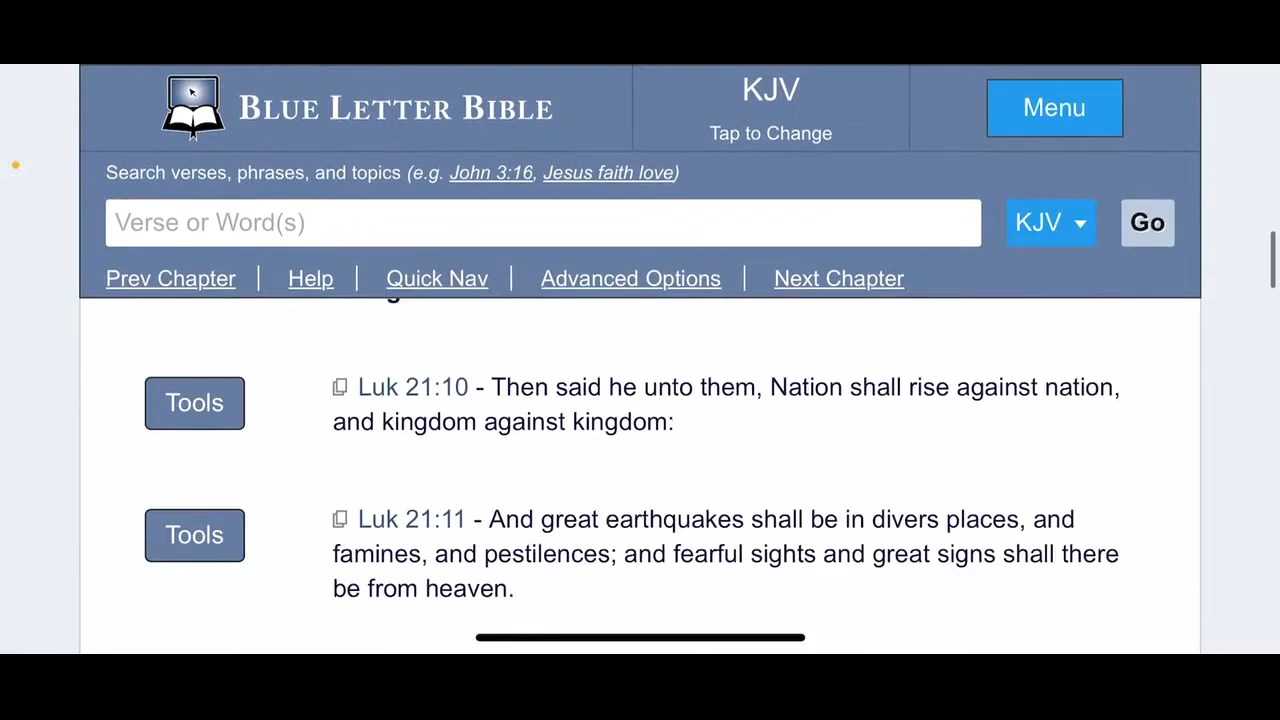 BLUE LETTER BIBLE
KJV
Tap to Change
Menu
Search verses, phrases, and topics (e.g. John 3:16, Jesus faith love)
Verse or Word(s)
KJV
Go
Prev Chapter | Help | Quick Nav | Advanced Options | Next Chapter
Tools
Luk 21:10 - Then said he unto them, Nation shall rise against nation,
and kingdom against kingdom:
Tools
Luk 21:11 - And great earthquakes shall be in divers places, and
famines, and pestilences; and fearful sights and great signs shall there
be from heaven.